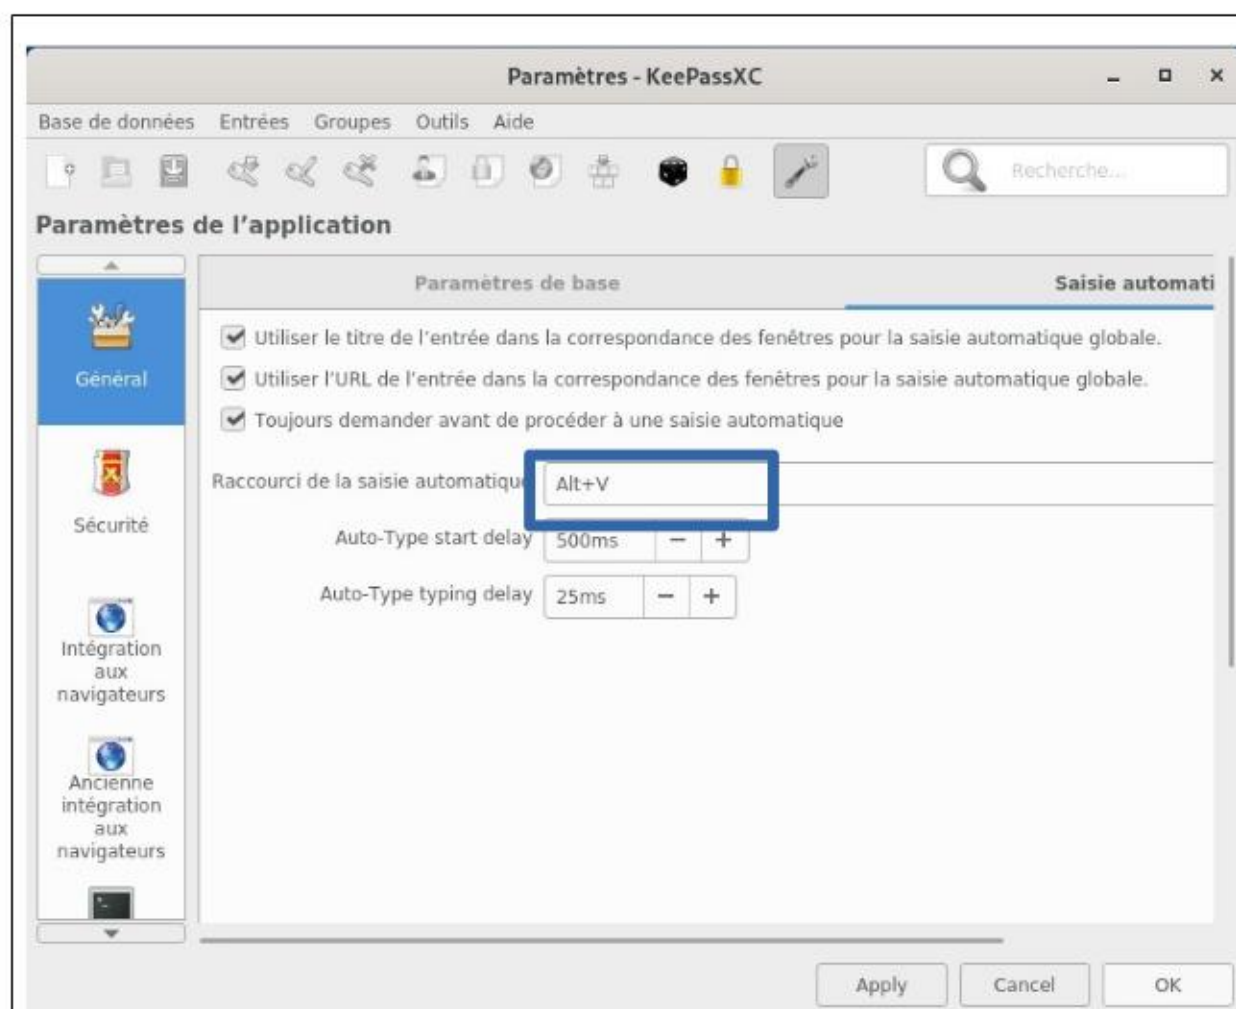 Paramètres - KeePassXC
Base de données Entrées Groupes Outils Aide
Recherche...
Paramètres de l'application
Paramètres de base Saisie automati
Général
Utiliser le titre de l'entrée dans la correspondance des fenêtres pour la saisie automatique globale.
Utiliser l'URL de l'entrée dans la correspondance des fenêtres pour la saisie automatique globale.
Toujours demander avant de procéder à une saisie automatique
Raccourci de la saisie automatiqu Alt+V
Sécurité
Auto-Type start delay 500ms − +
Auto-Type typing delay 25ms − +
Intégration
aux
navigateurs
Ancienne
intégration
aux
navigateurs
Apply Cancel OK